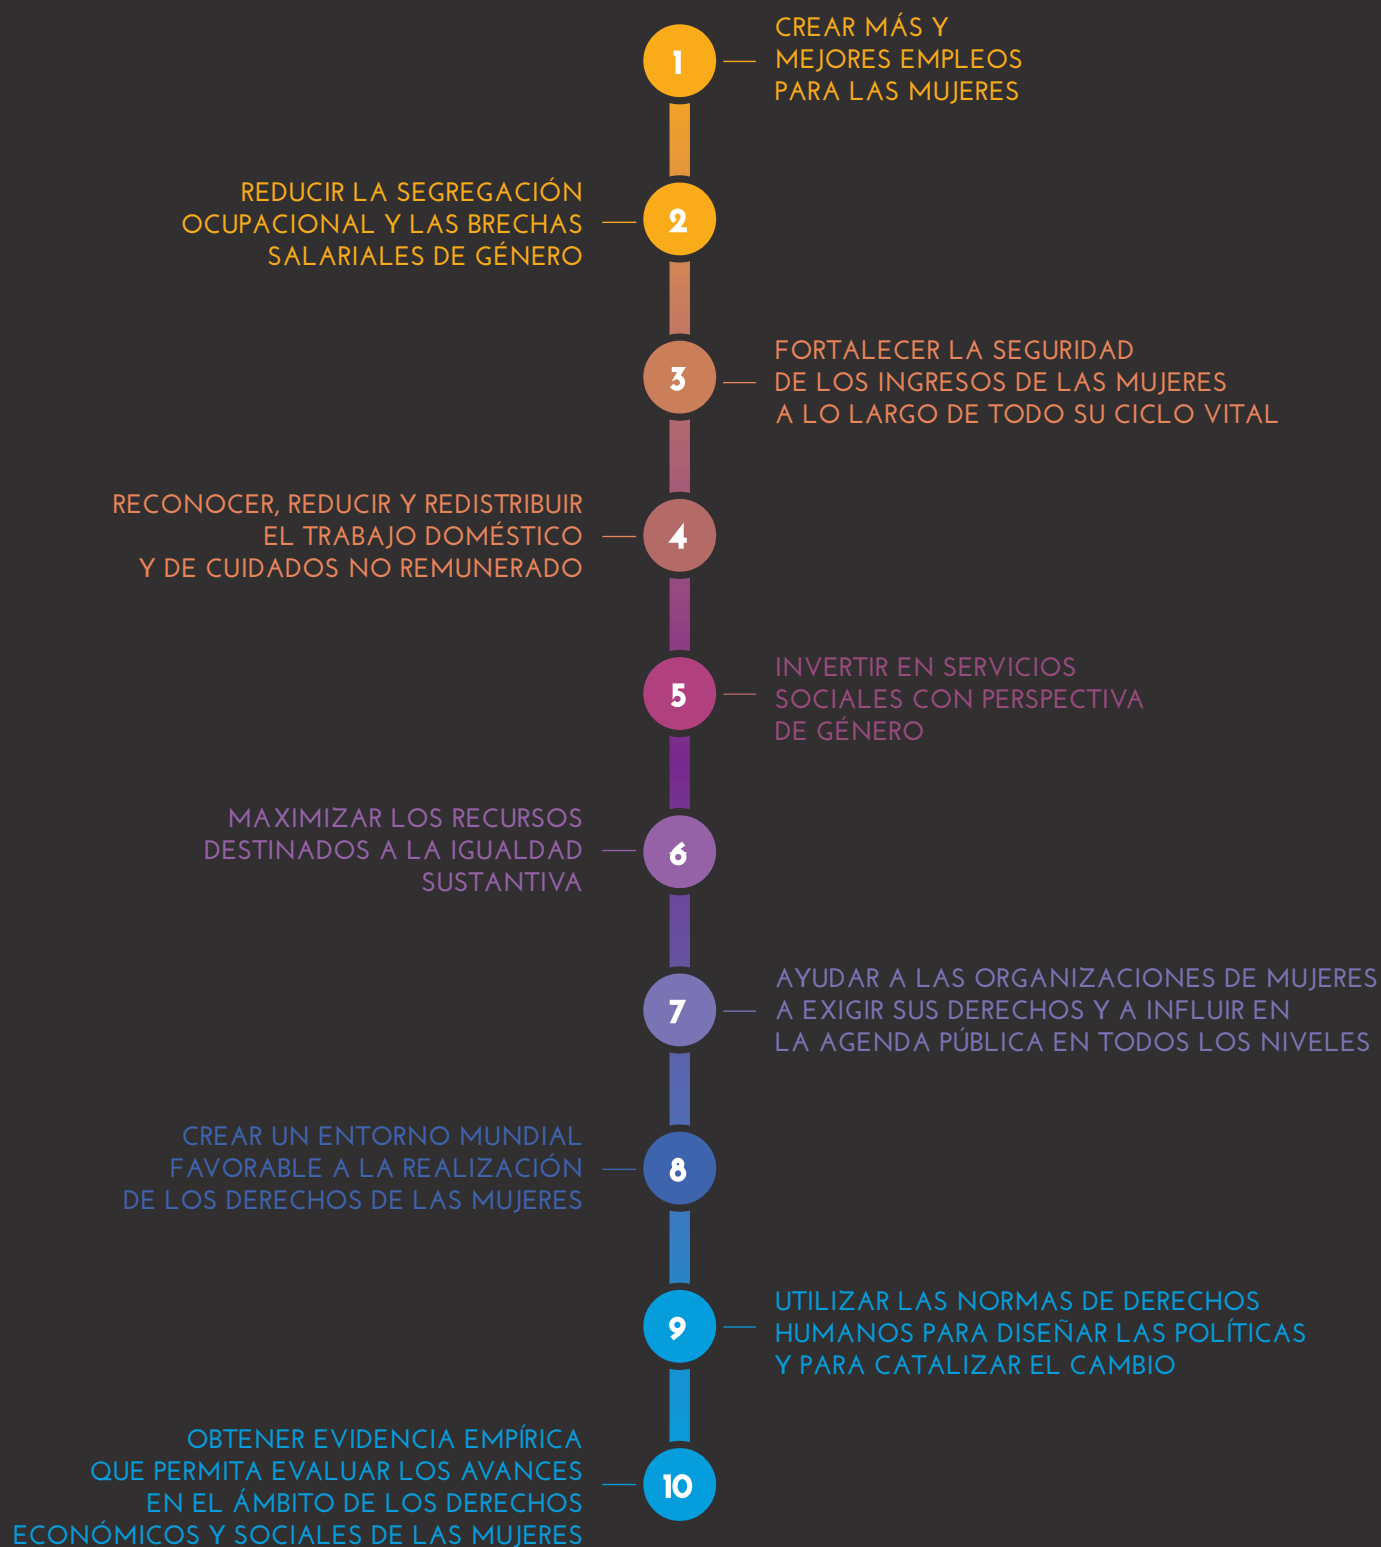 1
CREAR MÁS Y
MEJORES EMPLEOS
PARA LAS MUJERES
2
REDUCIR LA SEGREGACIÓN
OCUPACIONAL Y LAS BRECHAS
SALARIALES DE GÉNERO
3
FORTALECER LA SEGURIDAD
DE LOS INGRESOS DE LAS MUJERES
A LO LARGO DE TODO SU CICLO VITAL
4
RECONOCER, REDUCIR Y REDISTRIBUIR
EL TRABAJO DOMÉSTICO
Y DE CUIDADOS NO REMUNERADO
5
INVERTIR EN SERVICIOS
SOCIALES CON PERSPECTIVA
DE GÉNERO
6
MAXIMIZAR LOS RECURSOS
DESTINADOS A LA IGUALDAD
SUSTANTIVA
7
AYUDAR A LAS ORGANIZACIONES DE MUJERES
A EXIGIR SUS DERECHOS Y A INFLUIR EN
LA AGENDA PÚBLICA EN TODOS LOS NIVELES
8
CREAR UN ENTORNO MUNDIAL
FAVORABLE A LA REALIZACIÓN
DE LOS DERECHOS DE LAS MUJERES
9
UTILIZAR LAS NORMAS DE DERECHOS
HUMANOS PARA DISEÑAR LAS POLÍTICAS
Y PARA CATALIZAR EL CAMBIO
10
OBTENER EVIDENCIA EMPÍRICA
QUE PERMITA EVALUAR LOS AVANCES
EN EL ÁMBITO DE LOS DERECHOS
ECONÓMICOS Y SOCIALES DE LAS MUJERES